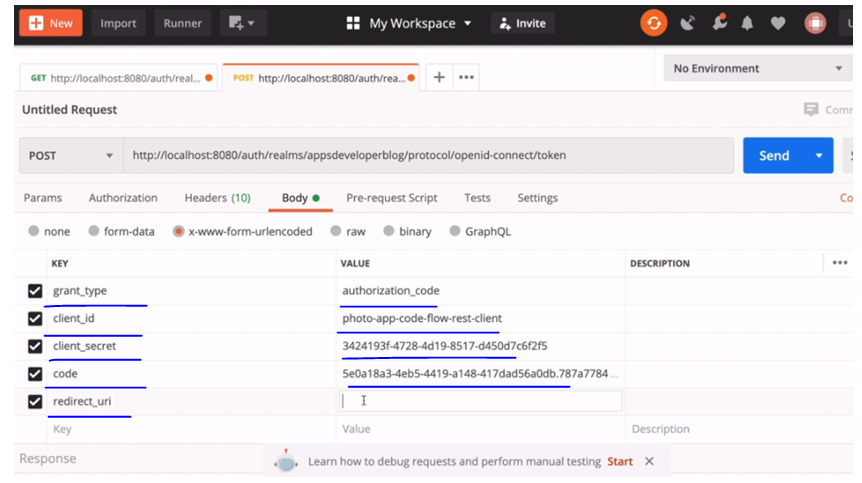 New Import Runner My Workspace Invite
GET http://localhost:8080/auth/real... POST http://localhost:8080/auth/rea... + ••• No Environment
Untitled Request
POST http://localhost:8080/auth/realms/appsdeveloperblog/protocol/openid-connect/token Send
Params Authorization Headers (10) Body Pre-request Script Tests Settings
none form-data x-www-form-urlencoded raw binary GraphQL
KEY VALUE DESCRIPTION •••
grant_type authorization_code
client_id photo-app-code-flow-rest-client
client_secret 3424193f-4728-4d19-8517-d450d7c6f2f5
code 5e0a18a3-4eb5-4419-a148-417dad56a0db.787a7784...
redirect_uri
Key Value Description
Response Learn how to debug requests and perform manual testing Start